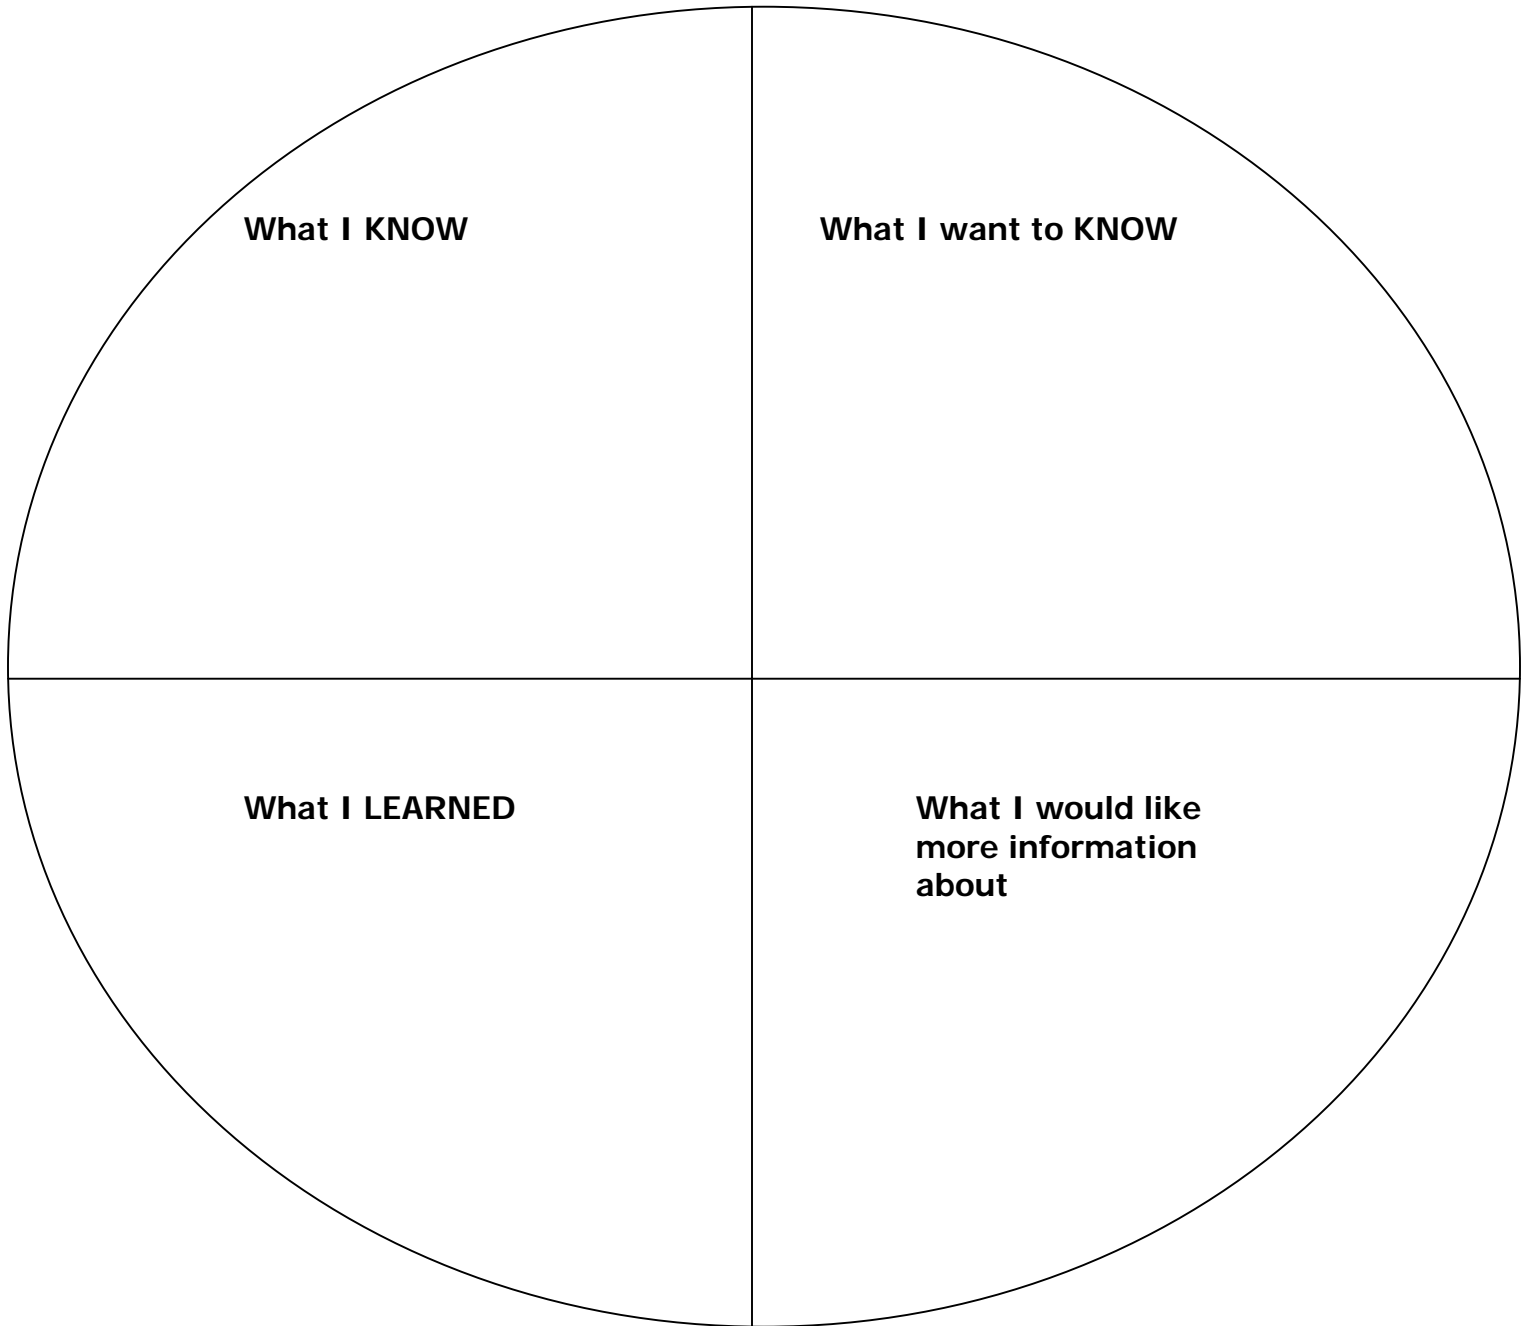 What I KNOW
What I want to KNOW
What I LEARNED
What I would like
more information
about